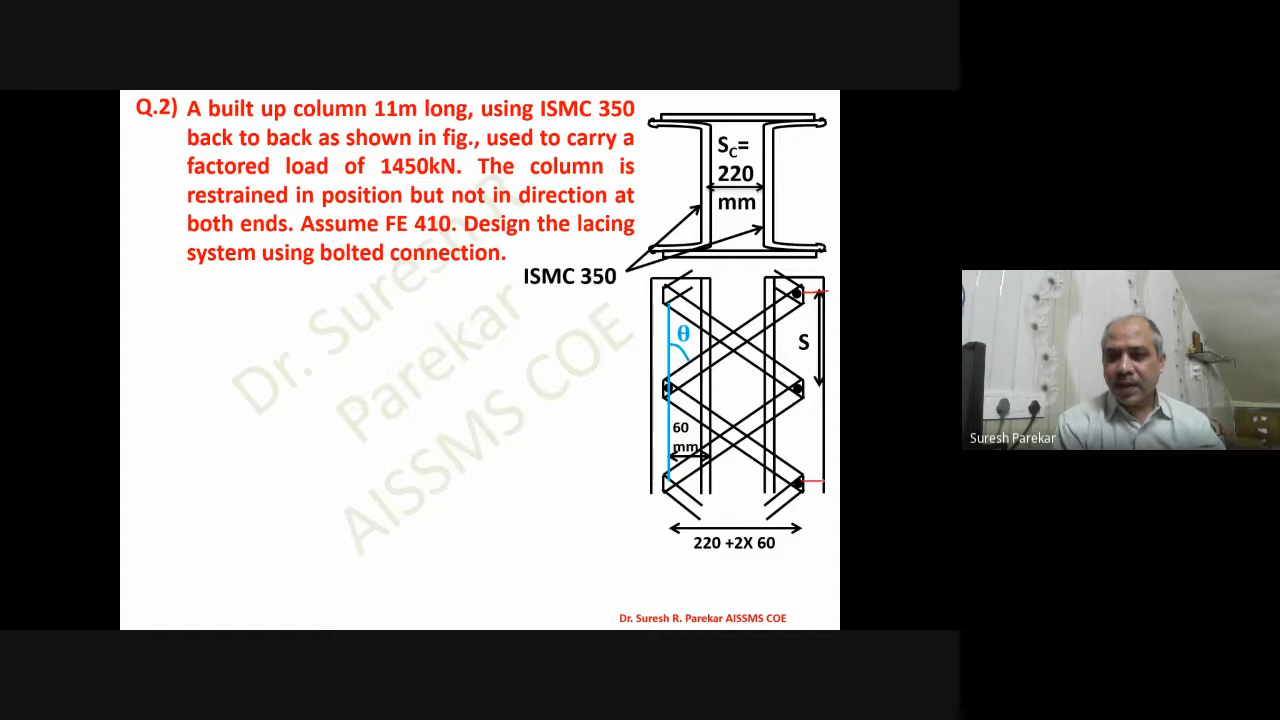 Q.2) A built up column 11m long, using ISMC 350
back to back as shown in fig., used to carry a
factored load of 1450kN. The column is
restrained in position but not in direction at
both ends. Assume FE 410. Design the lacing
system using bolted connection.
SC=
220
mm
ISMC 350
θ
S
60
mm
220 +2X 60
Dr. Suresh R.
Parekar
AISSMS COE
Dr. Suresh R. Parekar AISSMS COE
Suresh Parekar